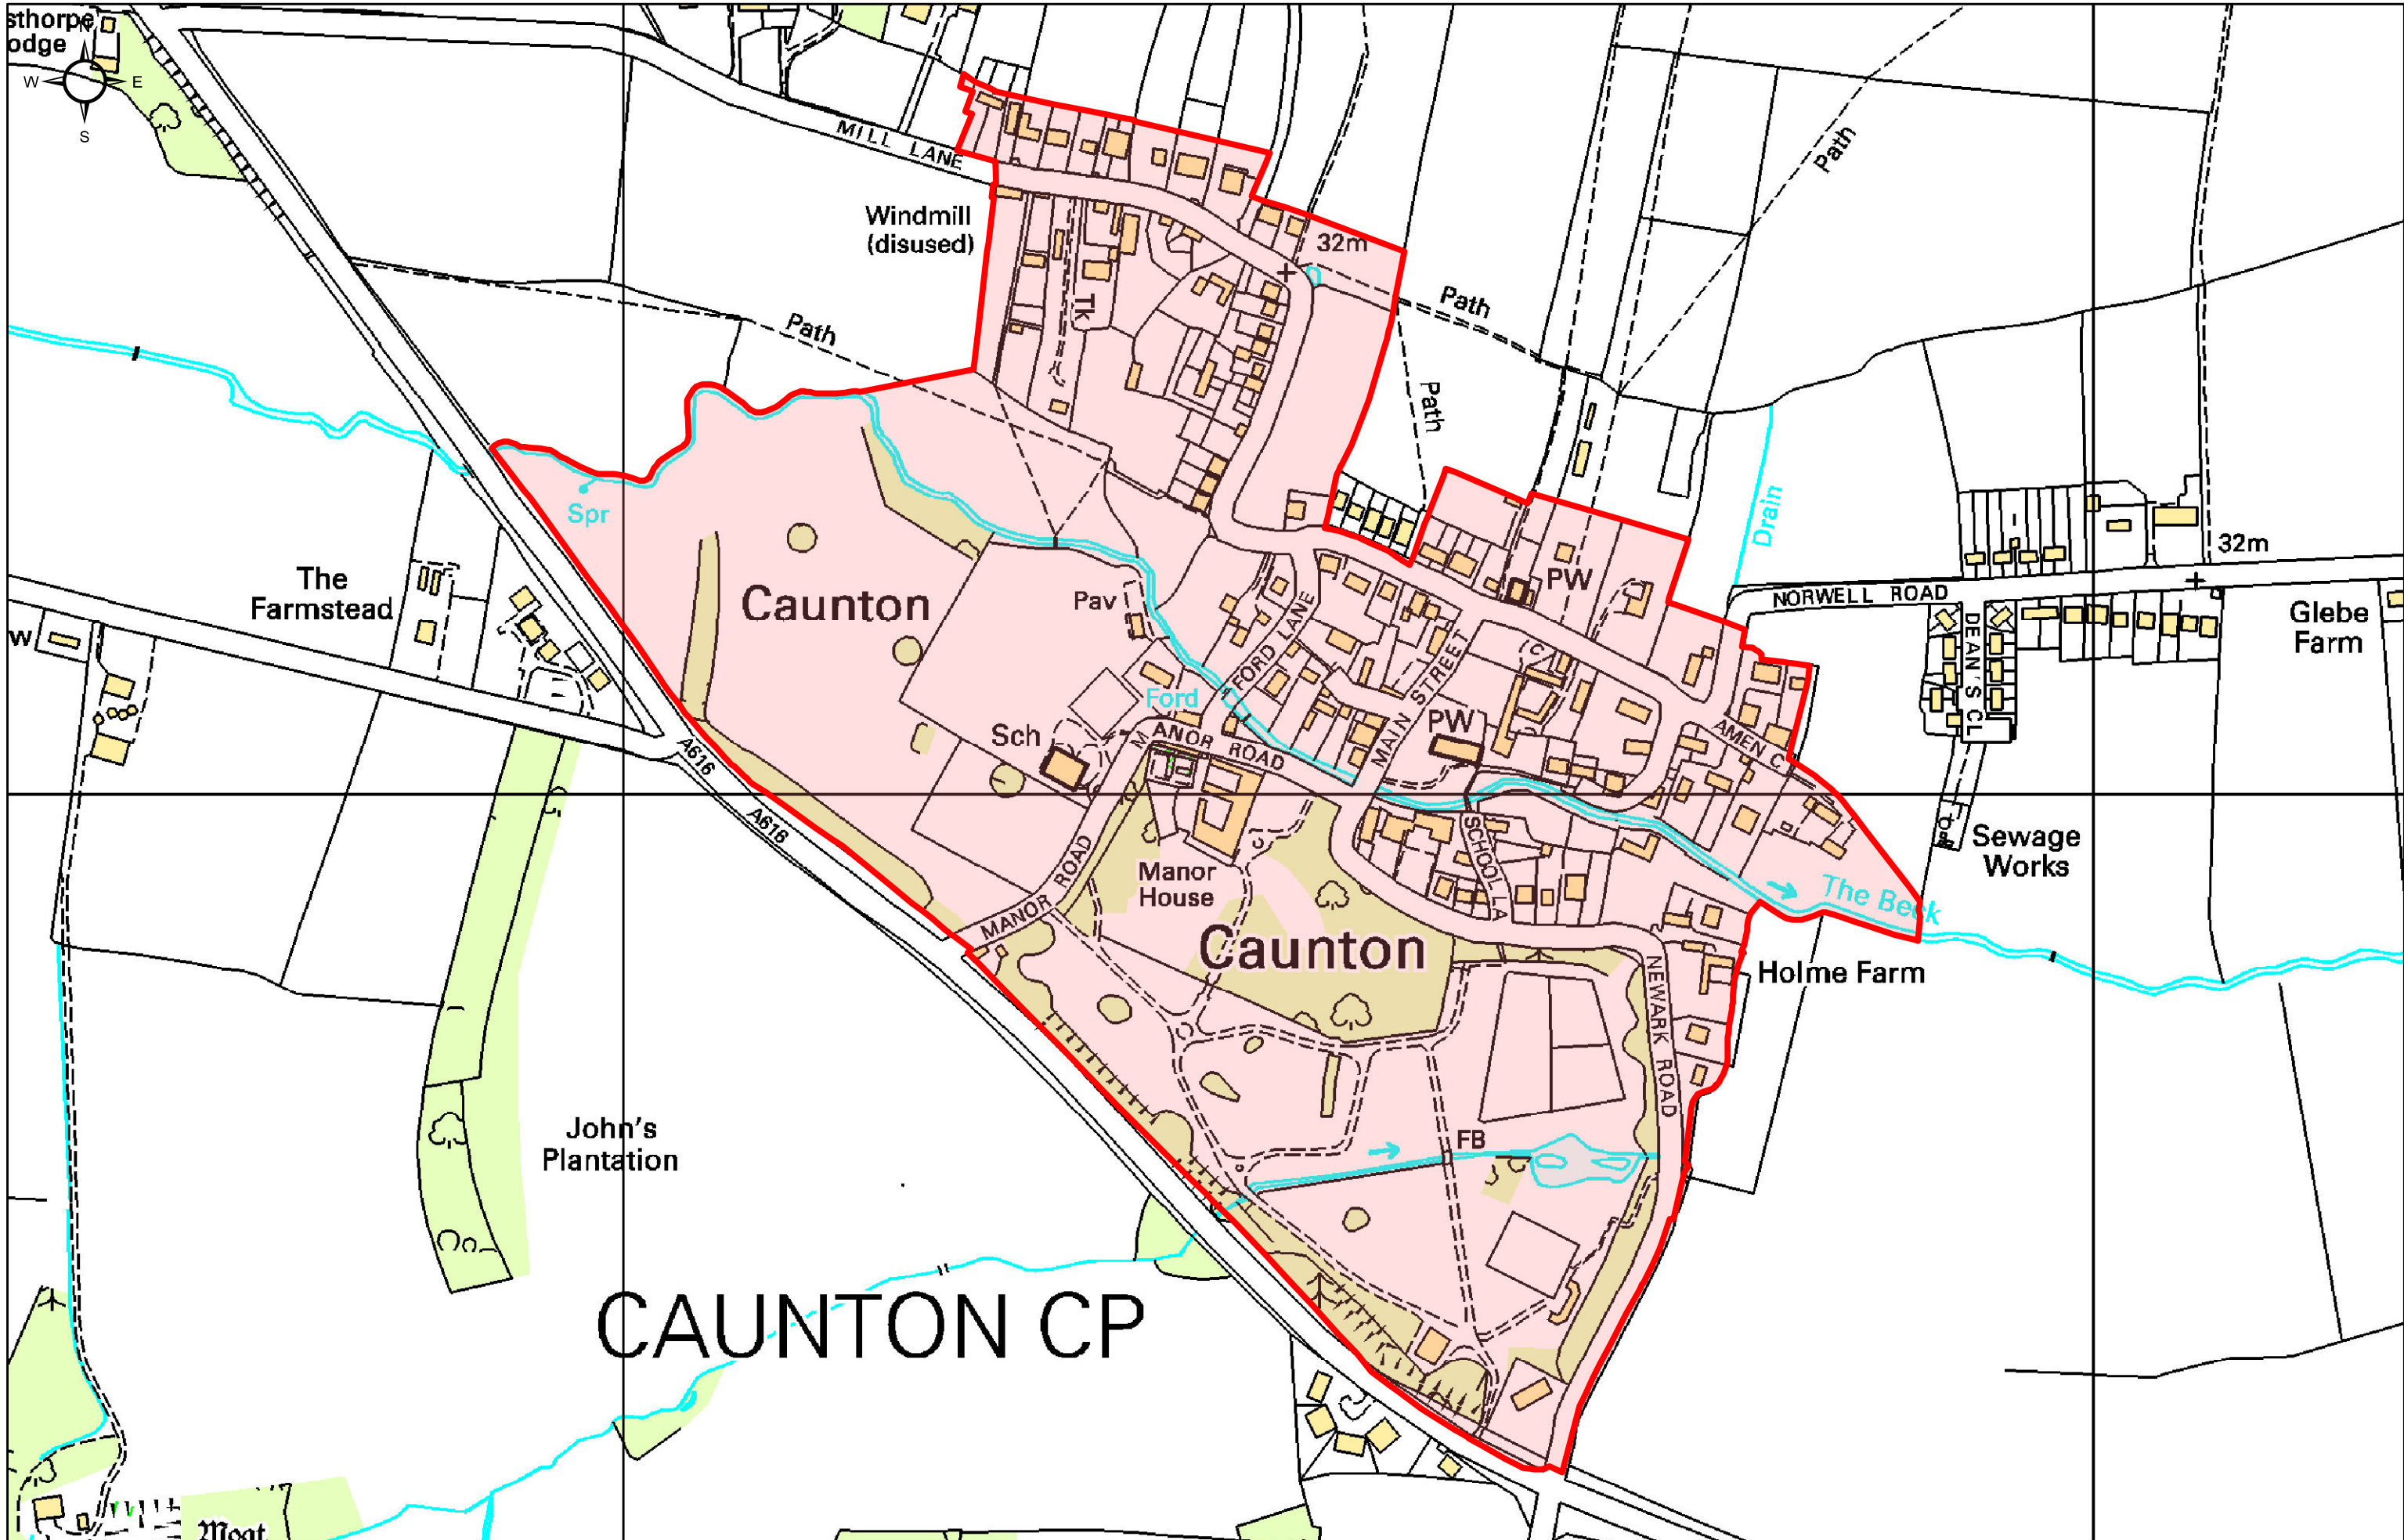 sthorpe
odge
N
W
E
S
MILL LANE
Windmill
(disused)
32m
Tk
Path
Path
Path
Path
Drain
Spr
Caunton
The
Farmstead
W
Pav
FORD LANE
PW
NORWELL ROAD
32m
Glebe
Farm
DEAN'S CL
Ford
MAIN STREET
PW
AMEN C
Sch
MANOR ROAD
A616
A616
MANOR ROAD
Manor
House
SCHOOL LA
Sewage
Works
The Beck
Caunton
Holme Farm
NEWARK ROAD
John's
Plantation
FB
CAUNTON CP
Moat